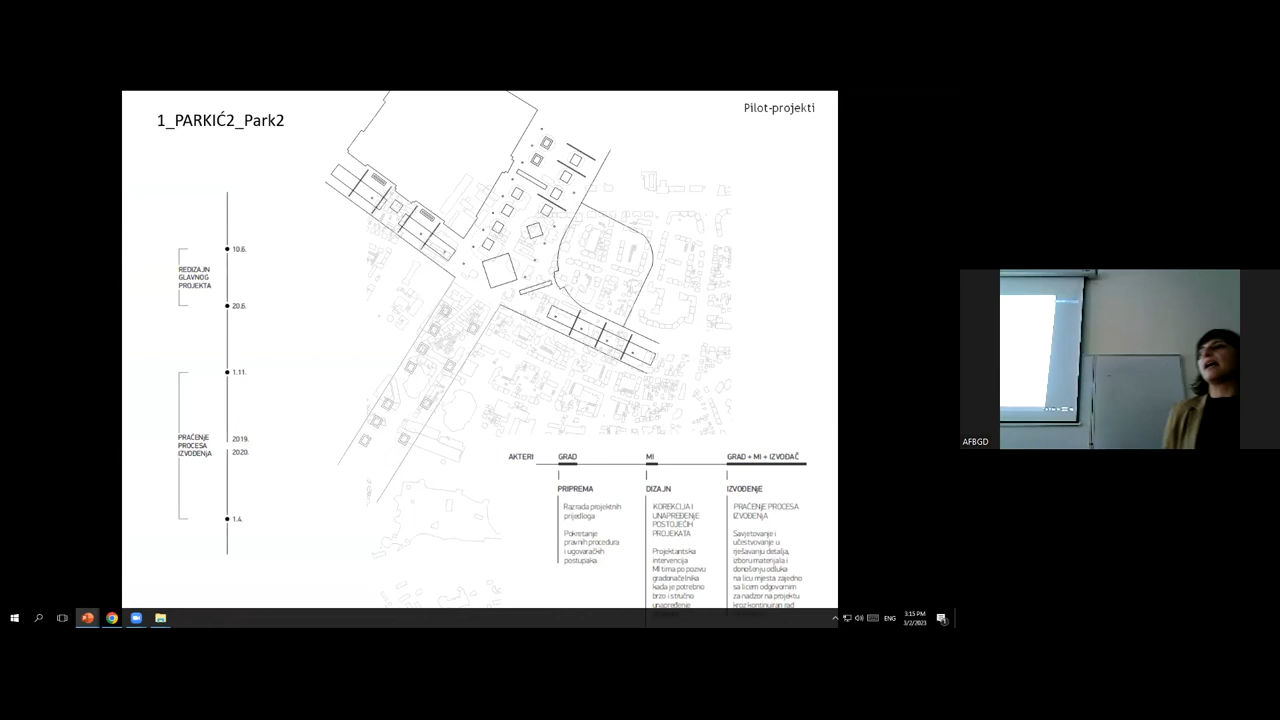 1_PARKIĆ2_Park2
Pilot-projekti
10.6.
REDIZAJN
GLAVNOG
PROJEKTA
20.6.
1.11.
PRAĆENjE
PROCESA
IZVOĐENjA
2019.
2020.
1.4.
AKTERI
GRAD
MI
GRAD + MI + IZVOĐAČ
PRIPREMA
Razrada projektnih
prijedloga
Pokretanje
pravnih procedura
i ugovaračkih
postupaka
DIZAJN
KOREKCIJA I
UNAPREĐENjE
POSTOJEĆIH
PROJEKATA
Projektantska
intervencija
MI tima po pozivu
gradonačelnika
kada je potrebno
brzo i stručno
unapređenje
IZVOĐENjE
PRAĆENjE PROCESA
IZVOĐENjA
Savjetovanje i
učestvovanje u
rješavanju detalja,
izboru materijala i
donošenju odluka
na licu mjesta zajedno
sa licem odgovornim
za nadzor na projektu
kroz kontinuiran rad
AFBGD
ENG
3:15 PM
3/2/2023